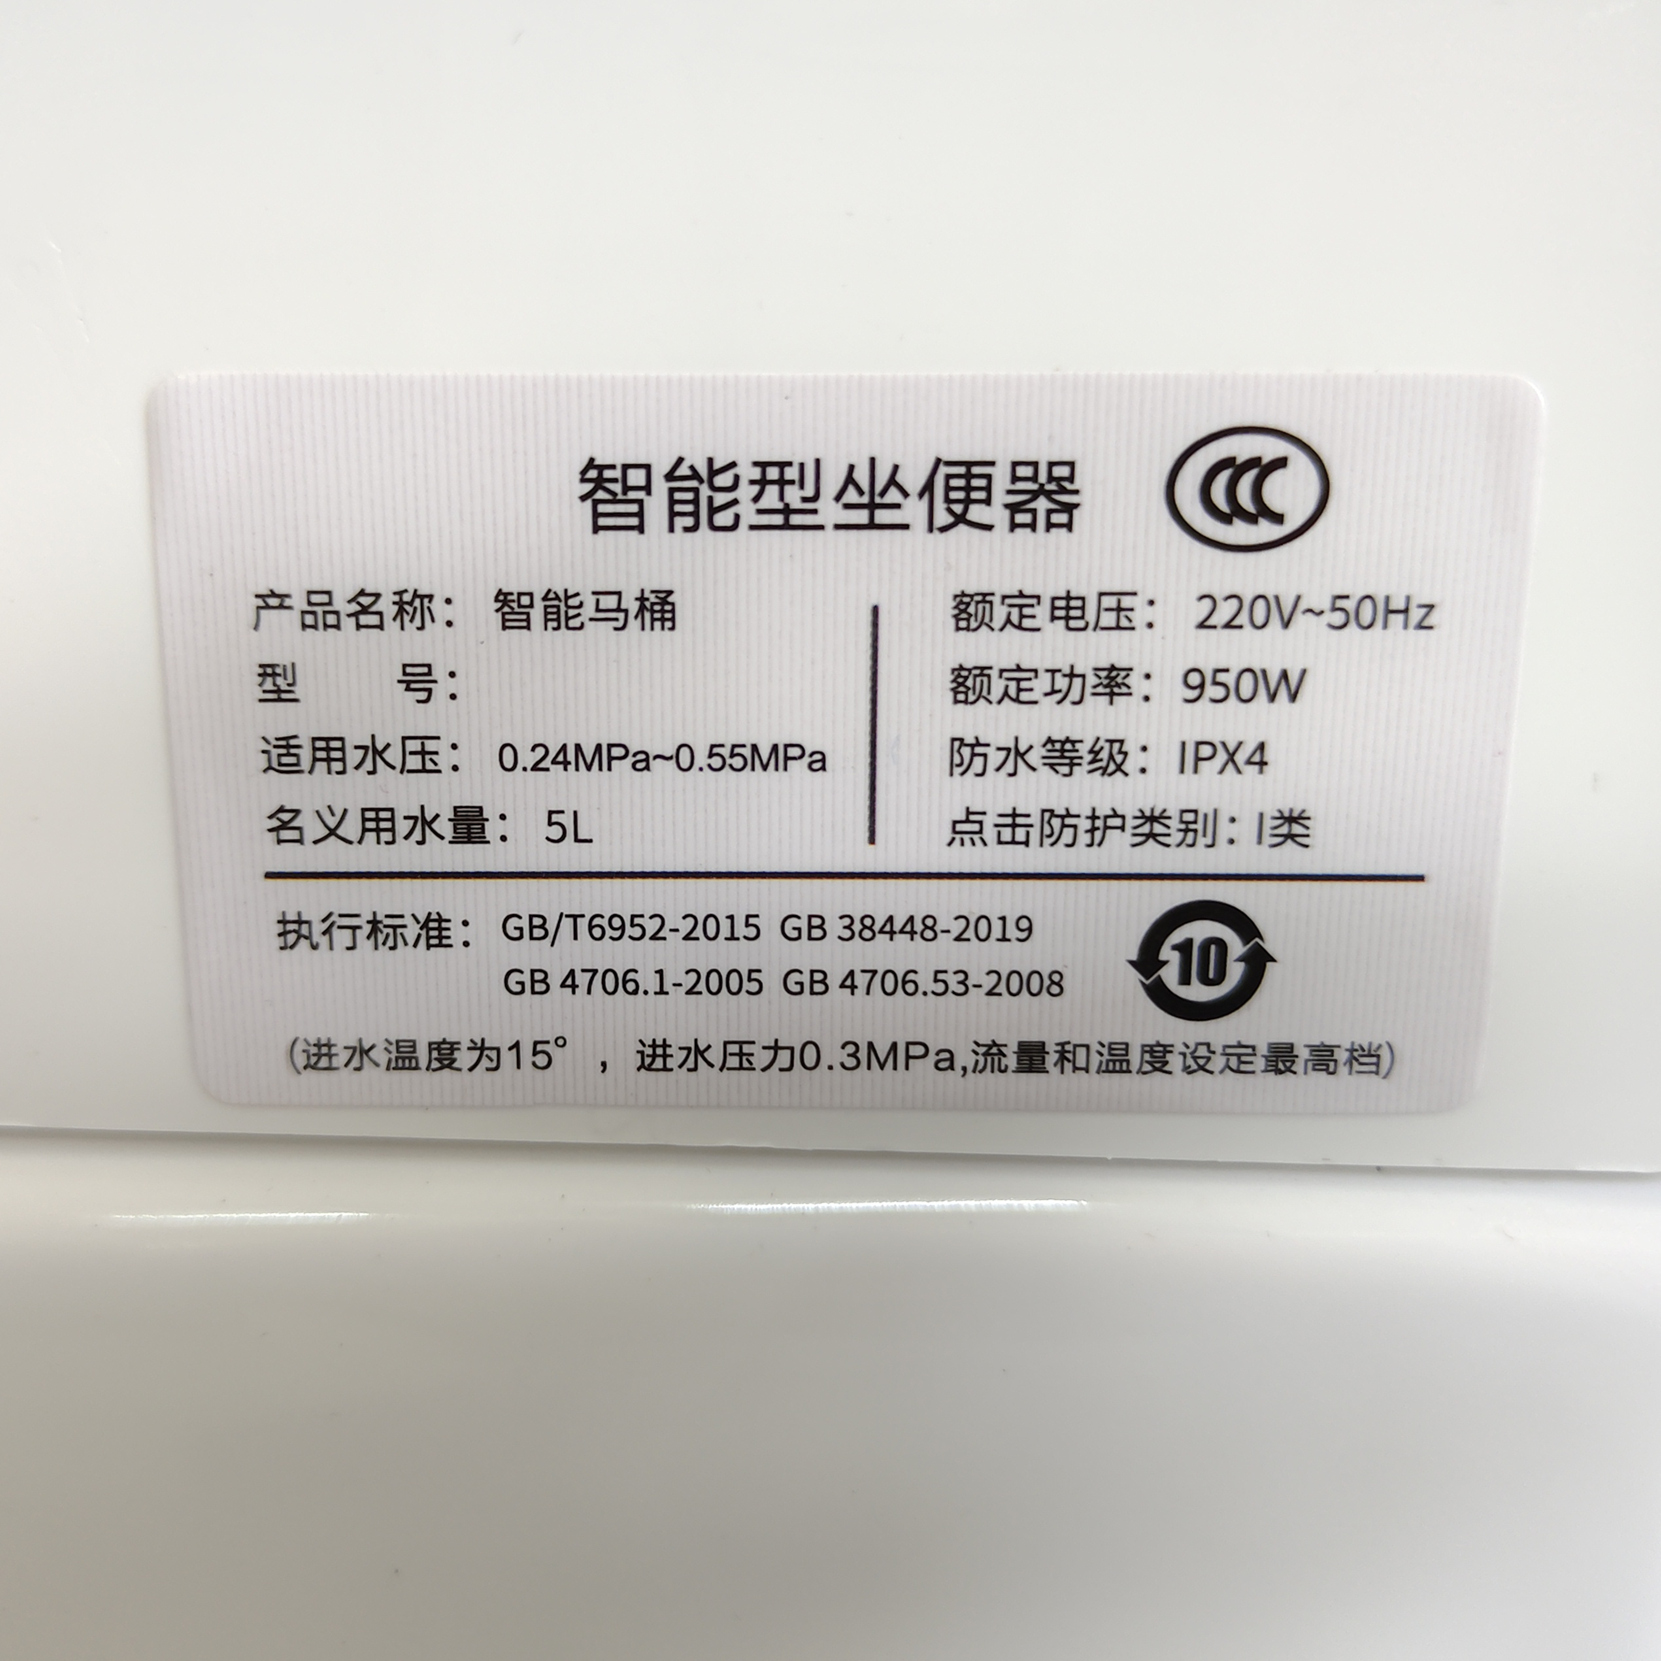 智能型坐便器 CCC
产品名称： 智能马桶
型 号：
适用水压： 0.24MPa~0.55MPa
名义用水量： 5L
额定电压： 220V~50Hz
额定功率：950W
防水等级：IPX4
点击防护类别：I类
执行标准： GB/T6952-2015 GB 38448-2019
GB 4706.1-2005 GB 4706.53-2008
10
(进水温度为15°，进水压力0.3MPa,流量和温度设定最高档)